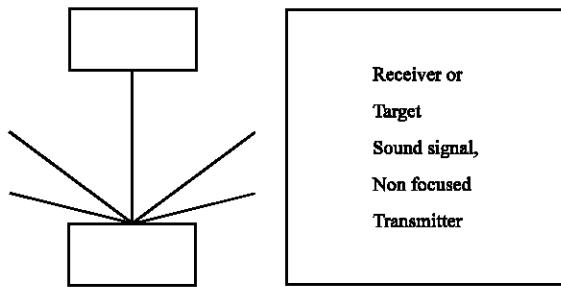 Receiver or
Target
Sound signal,
Non focused
Transmitter